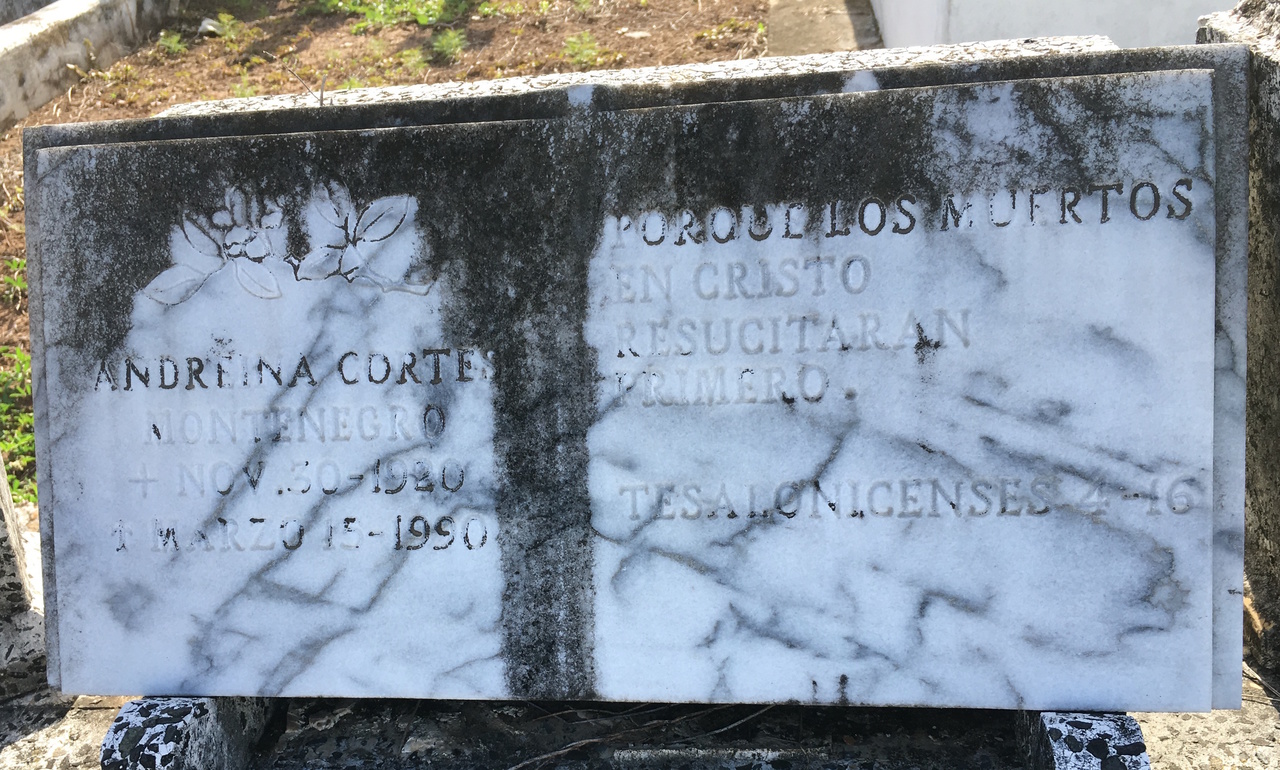 ANDREINA CORTES
MONTENEGRO
+ NOV. 30-1920
✝ MARZO 15-1990
PORQUE LOS MUERTOS
EN CRISTO
RESUCITARAN
PRIMERO.
TESALONICENSES 4-16